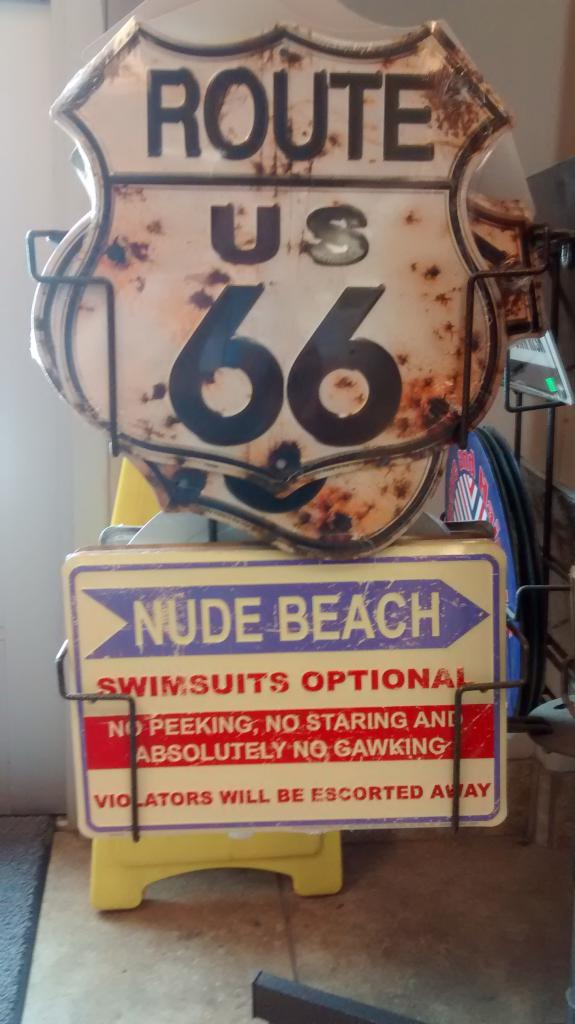 ROUTE
US
66
NUDE BEACH
SWIMSUITS OPTIONAL
NO PEEKING, NO STARING AND
ABSOLUTELY NO GAWKING
VIOLATORS WILL BE ESCORTED AWAY